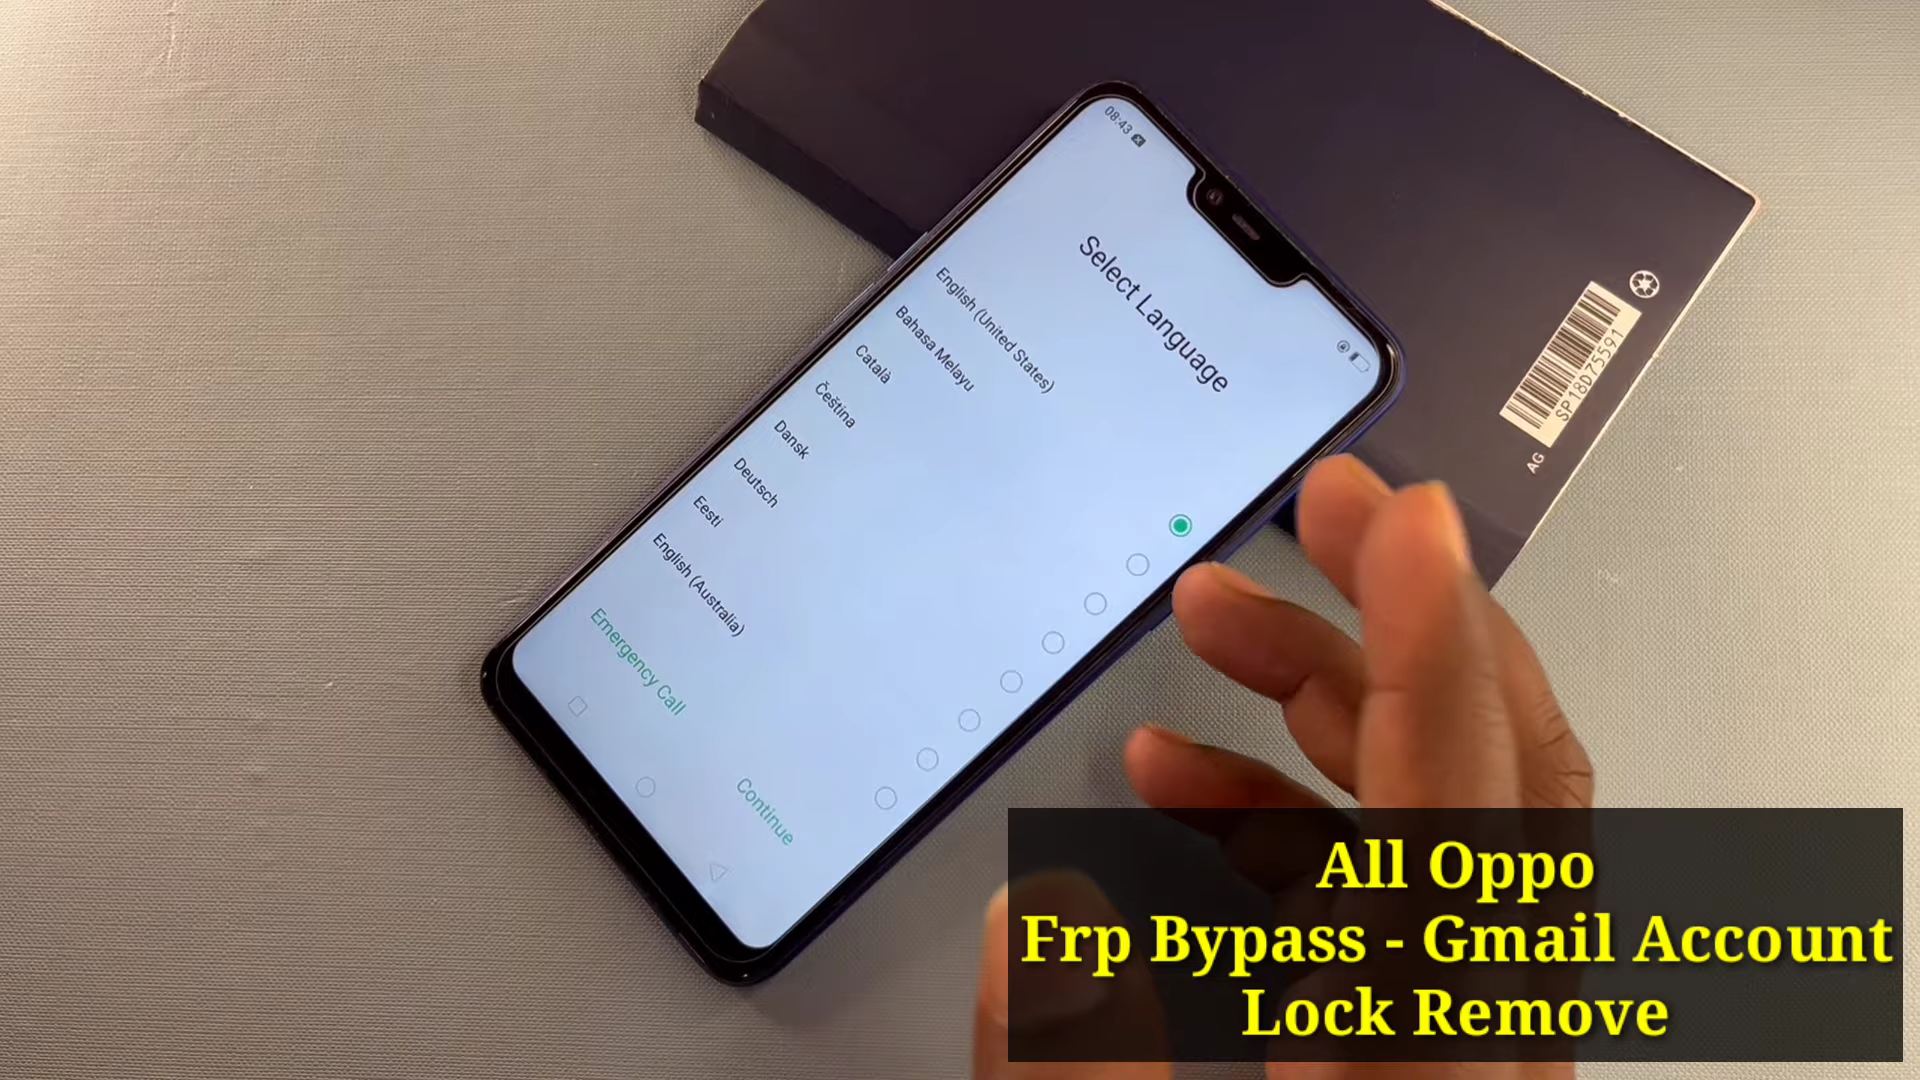 08:43
Select Language
English (United States)
Bahasa Melayu
Català
Čeština
Dansk
Deutsch
Eesti
English (Australia)
Emergency Call
Continue
SP18D75591
AG
All Oppo
Frp Bypass - Gmail Account
Lock Remove